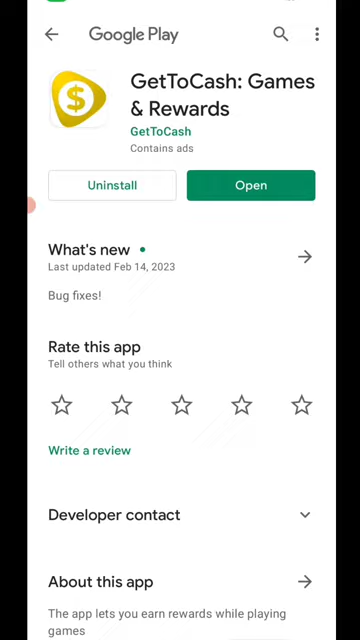 Google Play
GetToCash: Games
& Rewards
GetToCash
Contains ads
Uninstall
Open
What's new
Last updated Feb 14, 2023
Bug fixes!
Rate this app
Tell others what you think
Write a review
Developer contact
About this app
The app lets you earn rewards while playing
games